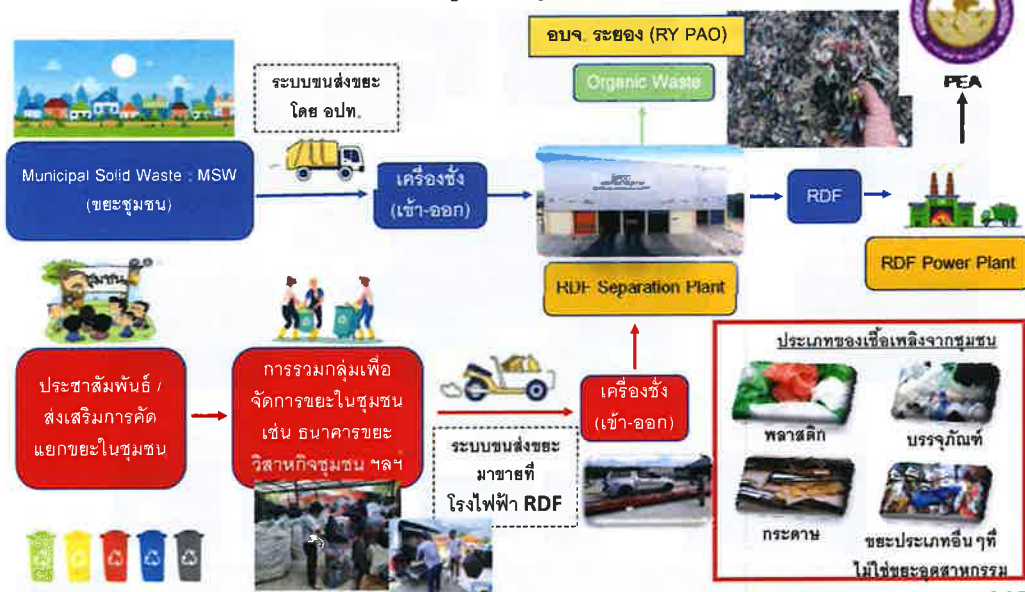 อบจ. ระยอง (RY PAO)
Organic Waste
PEA
ระบบขนส่งขยะ
โดย อปท.
Municipal Solid Waste : MSW
(ขยะชุมชน)
เครื่องชั่ง
(เข้า-ออก)
RDF
RDF Separation Plant
RDF Power Plant
ชุมชน
ประชาสัมพันธ์ /
ส่งเสริมการคัด
แยกขยะในชุมชน
การรวมกลุ่มเพื่อ
จัดการขยะในชุมชน
เช่น ธนาคารขยะ
วิสาหกิจชุมชน ฯลฯ
ระบบขนส่งขยะ
มาขายที่
โรงไฟฟ้า RDF
เครื่องชั่ง
(เข้า-ออก)
ประเภทของเชื้อเพลิงจากชุมชน
พลาสติก
บรรจุภัณฑ์
กระดาษ
ขยะประเภทอื่นๆที่
ไม่ใช่ขยะอุตสาหกรรม